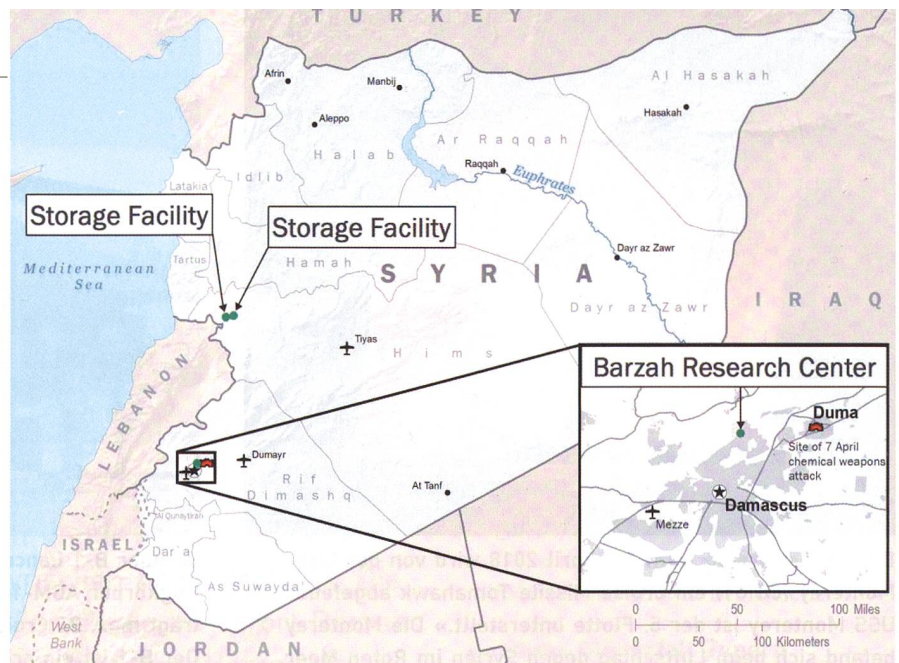 TURKEY
Afrin
Manbij
Al Hasakah
Hasakah
Aleppo
Ar Raqqah
Halab
Raqqah
Idlib
Latakia
Euphrates
Storage Facility
Storage Facility
Dayr az Zawr
Mediterranean
Sea
Tartus
Hamah
SYRIA
IRAQ
Dayr az Zawr
Tiyas
Hims
LEBANON
Barzah Research Center
Duma
Site of 7 April
chemical weapons
attack
Damascus
Mezze
Dumayr
Rif
Dimashq
At Tanf
Al Qunaytirah
ISRAEL
Dar`a
As Suwayda'
West
Bank
ORDAN
0 50 100 Miles
0 50 100 Kilometers